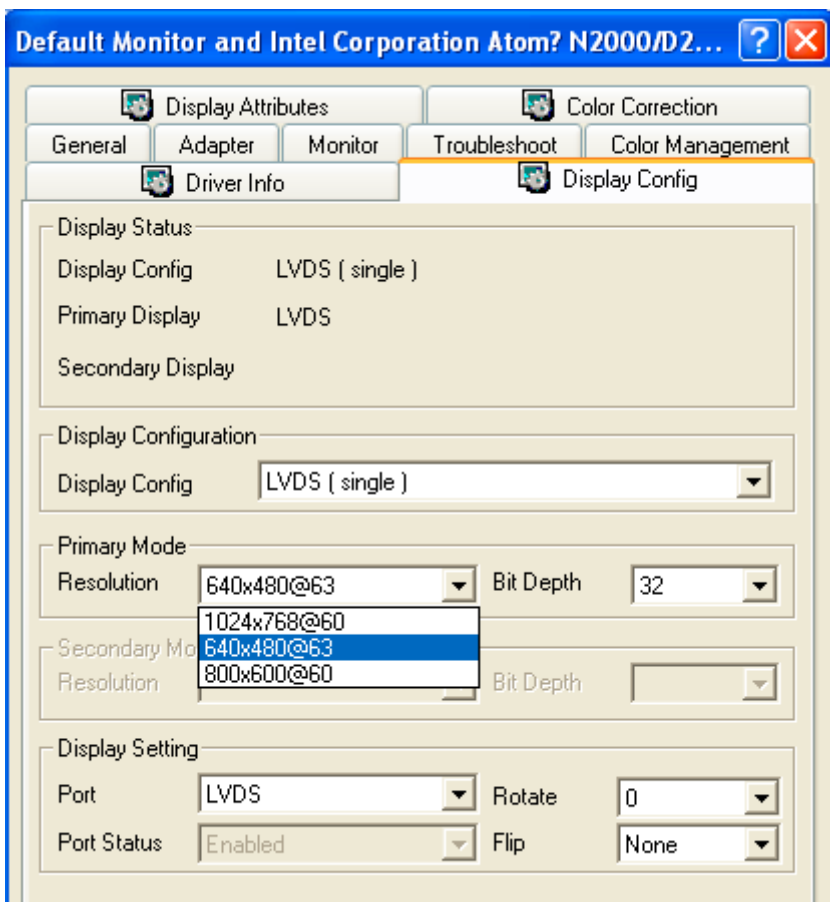 Default Monitor and Intel Corporation Atom? N2000/D2... ?
Display Attributes Color Correction
General Adapter Monitor Troubleshoot Color Management
Driver Info Display Config
Display Status
Display Config LVDS ( single )
Primary Display LVDS
Secondary Display
Display Configuration
Display Config LVDS ( single )
Primary Mode
Resolution 640x480@63 Bit Depth 32
1024x768@60
Secondary Mo 640x480@63
Resolution 800x600@60 Bit Depth
Display Setting
Port LVDS Rotate 0
Port Status Enabled Flip None